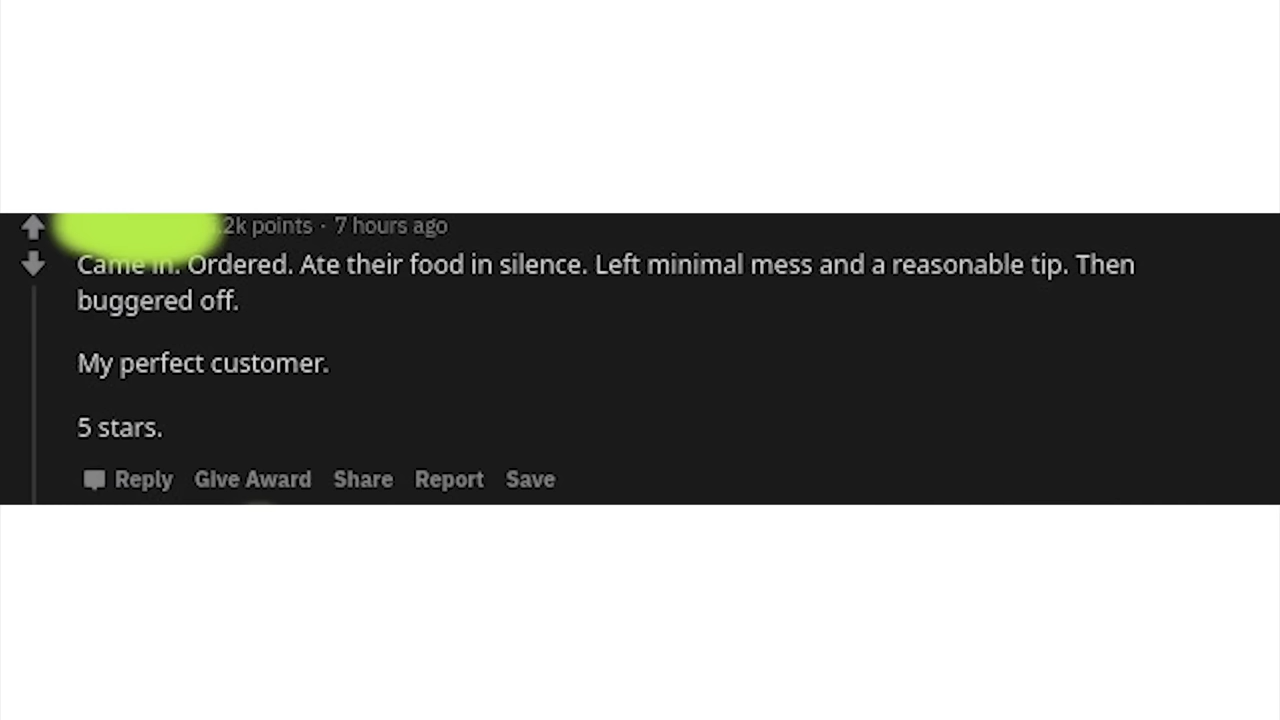 .2k points · 7 hours ago
Came in. Ordered. Ate their food in silence. Left minimal mess and a reasonable tip. Then
buggered off.
My perfect customer.
5 stars.
Reply Give Award Share Report Save